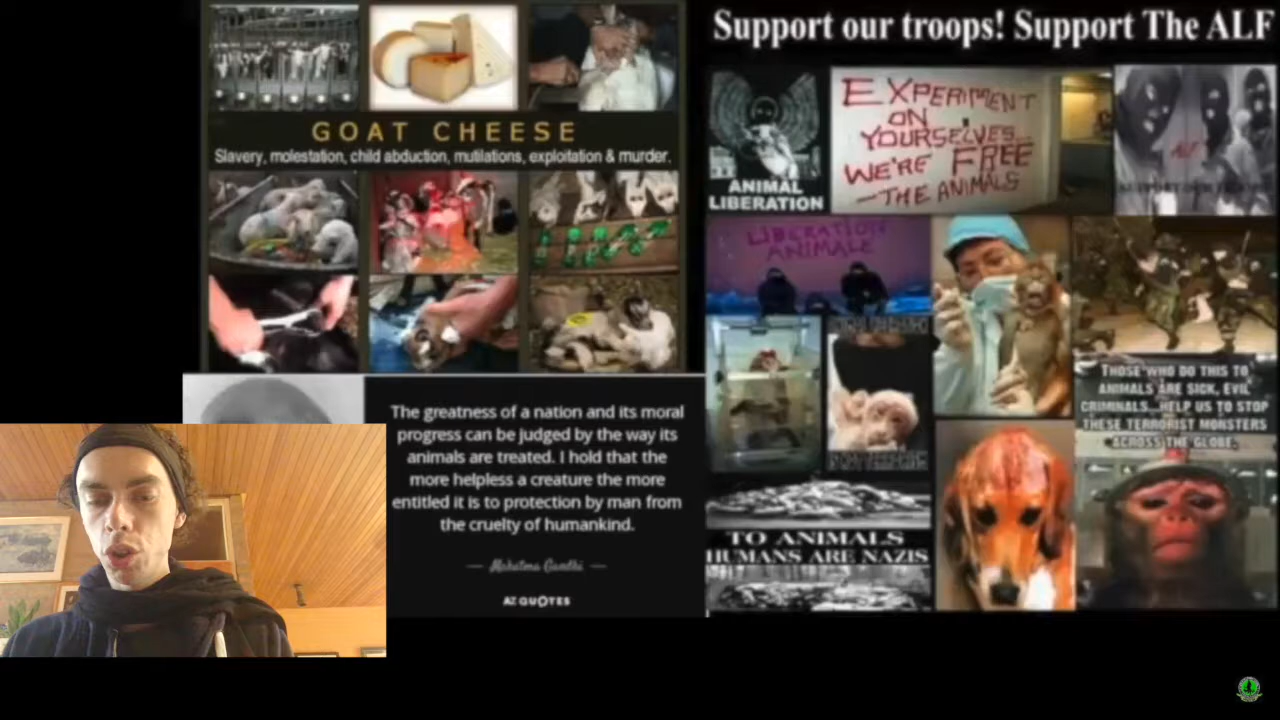 Support our troops! Support The ALF
GOAT CHEESE
Slavery, molestation, child abduction, mutilations, exploitation & murder.
EXPERIMENT
ON
YOURSELVES...
WE'RE FREE
—THE ANIMALS
ANIMAL
LIBERATION
LIBERATION
ANIMALE
THOSE WHO DO THIS TO
ANIMALS ARE SICK, EVIL
CRIMINALS...HELP US TO STOP
THESE TERRORIST MONSTERS
ACROSS THE GLOBE.
The greatness of a nation and its moral
progress can be judged by the way its
animals are treated. I hold that the
more helpless a creature the more
entitled it is to protection by man from
the cruelty of humankind.
— Mahatma Gandhi —
AZ QUOTES
TO ANIMALS
HUMANS ARE NAZIS